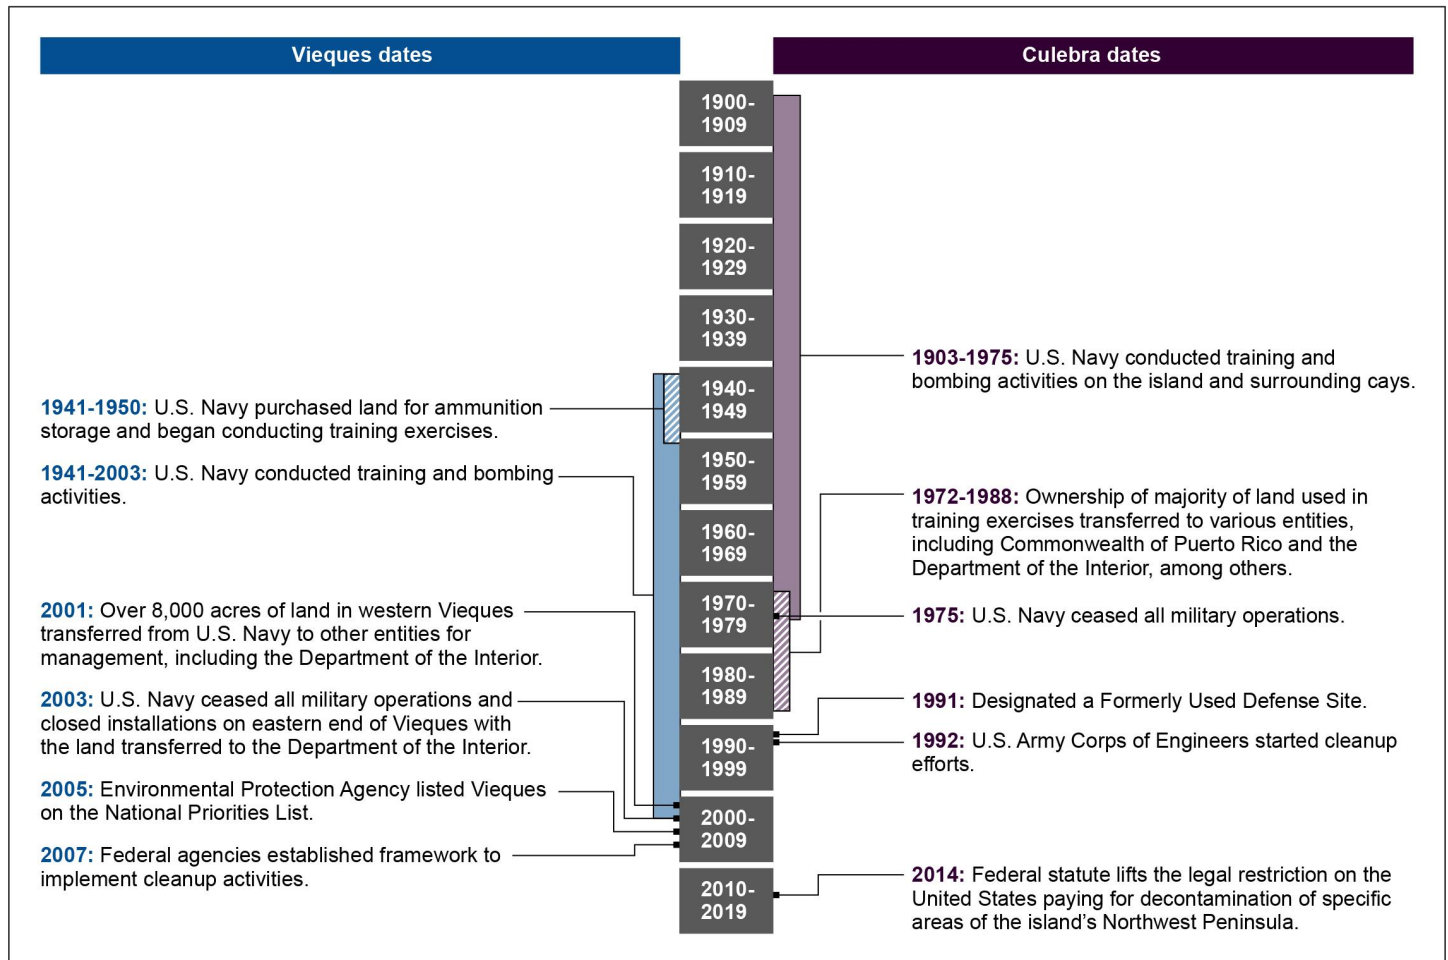 Vieques dates
Culebra dates
1900-
1909
1910-
1919
1920-
1929
1930-
1939
1940-
1949
1950-
1959
1960-
1969
1970-
1979
1980-
1989
1990-
1999
2000-
2009
2010-
2019
1941-1950: U.S. Navy purchased land for ammunition
storage and began conducting training exercises.
1941-2003: U.S. Navy conducted training and bombing
activities.
2001: Over 8,000 acres of land in western Vieques
transferred from U.S. Navy to other entities for
management, including the Department of the Interior.
2003: U.S. Navy ceased all military operations and
closed installations on eastern end of Vieques with
the land transferred to the Department of the Interior.
2005: Environmental Protection Agency listed Vieques
on the National Priorities List.
2007: Federal agencies established framework to
implement cleanup activities.
1903-1975: U.S. Navy conducted training and
bombing activities on the island and surrounding cays.
1972-1988: Ownership of majority of land used in
training exercises transferred to various entities,
including Commonwealth of Puerto Rico and the
Department of the Interior, among others.
1975: U.S. Navy ceased all military operations.
1991: Designated a Formerly Used Defense Site.
1992: U.S. Army Corps of Engineers started cleanup
efforts.
2014: Federal statute lifts the legal restriction on the
United States paying for decontamination of specific
areas of the island’s Northwest Peninsula.